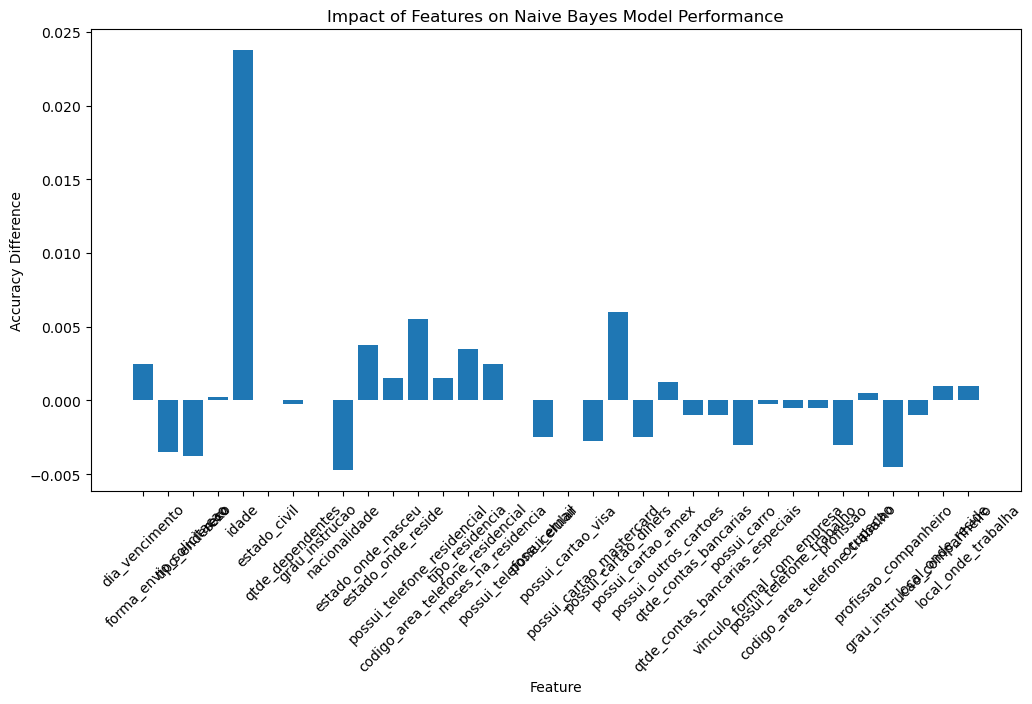 Impact of Features on Naive Bayes Model Performance
0.025
0.020
0.015
0.010
0.005
0.000
−0.005
Accuracy Difference
dia_vencimento
forma_envio_solicitacao
tipo_endereco
sexo
idade
estado_civil
qtde_dependentes
grau_instrucao
nacionalidade
estado_onde_nasceu
estado_onde_reside
possui_telefone_residencial
codigo_area_telefone_residencial
tipo_residencia
meses_na_residencia
possui_telefone_celular
possui_email
possui_cartao_visa
possui_cartao_mastercard
possui_cartao_diners
possui_cartao_amex
possui_outros_cartoes
qtde_contas_bancarias
qtde_contas_bancarias_especiais
possui_carro
vinculo_formal_com_empresa
possui_telefone_trabalho
codigo_area_telefone_trabalho
profissão
ocupacao
profissao_companheiro
grau_instrucao_companheiro
local_onde_reside
local_onde_trabalha
Feature